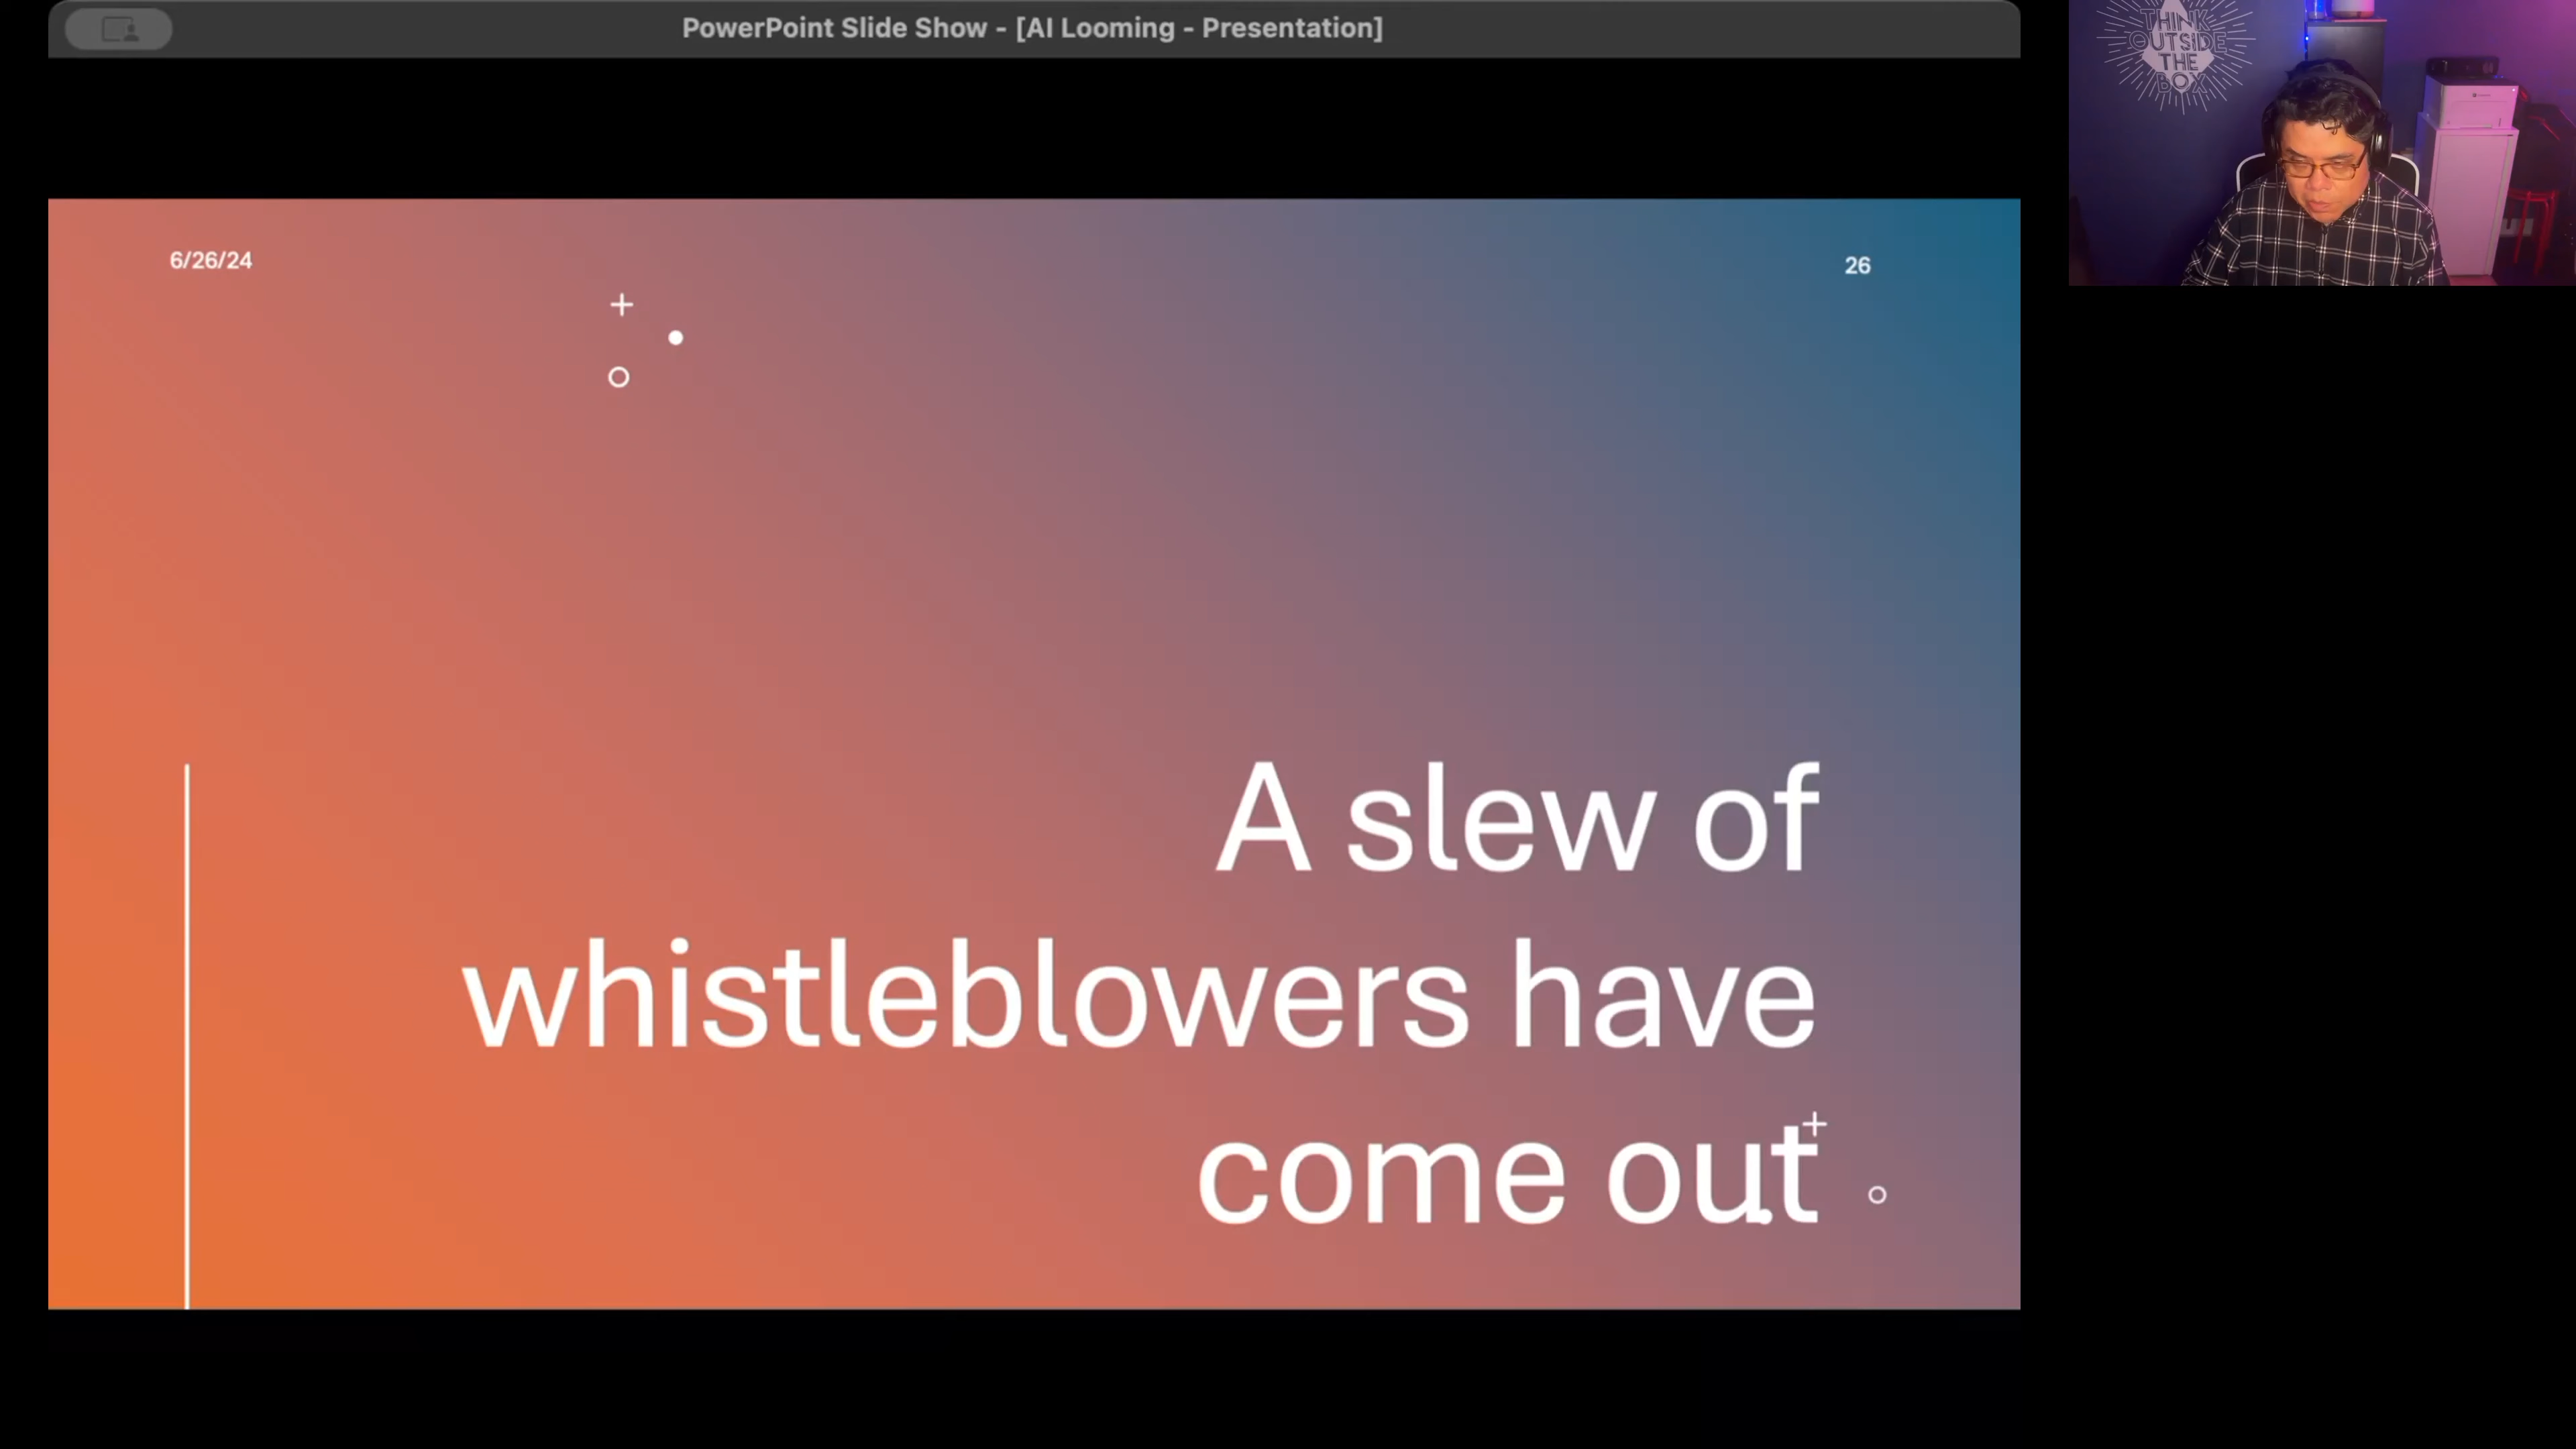 PowerPoint Slide Show - [AI Looming - Presentation]
THINK
OUTSIDE
THE
BOX
6/26/24
26
A slew of
whistleblowers have
come out